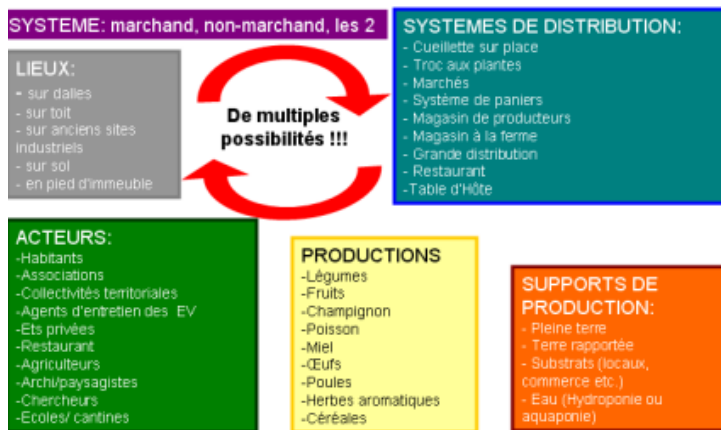 SYSTEME: marchand, non-marchand, les 2
LIEUX:
- sur dalles
- sur toit
- sur anciens sites
industriels
- sur sol
- en pied d'immeuble
De multiples
possibilités !!!
SYSTEMES DE DISTRIBUTION:
- Cueillette sur place
- Troc aux plantes
- Marchés
- Système de paniers
- Magasin de producteurs
- Magasin à la ferme
- Grande distribution
- Restaurant
-Table d'Hôte
ACTEURS:
-Habitants
-Associations
-Collectivités territoriales
-Agents d'entretien des EV
-Ets privées
-Restaurant
-Agriculteurs
-Archi/paysagistes
-Chercheurs
-Ecoles/ cantines
PRODUCTIONS
-Légumes
-Fruits
-Champignon
-Poisson
-Miel
-Œufs
-Poules
-Herbes aromatiques
-Céréales
SUPPORTS DE
PRODUCTION:
- Pleine terre
- Terre rapportée
- Substrats (locaux,
commerce etc.)
- Eau (Hydroponie ou
aquaponie)